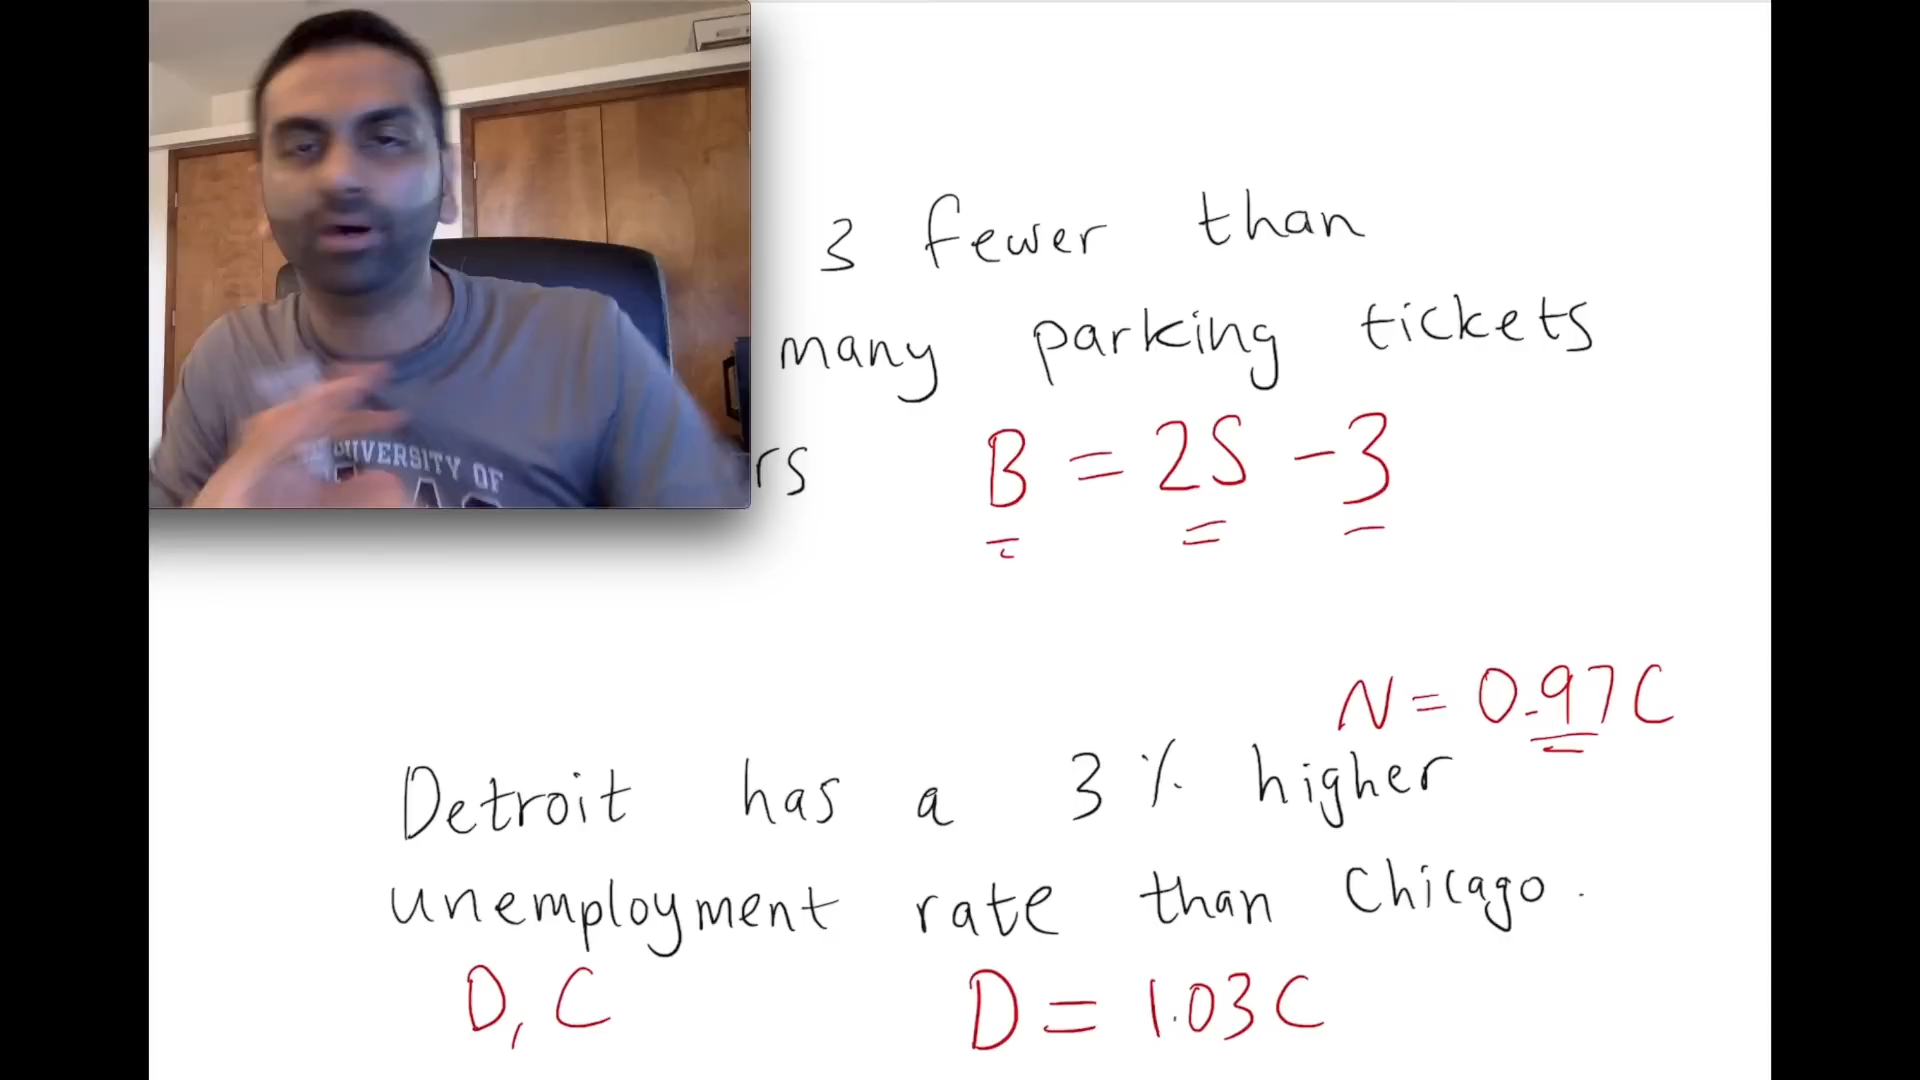 3 fewer than
many parking tickets
rs B = 2S - 3
UNIVERSITY OF
N = 0.97C
Detroit has a 3% higher
unemployment rate than Chicago.
D, C D = 1.03C